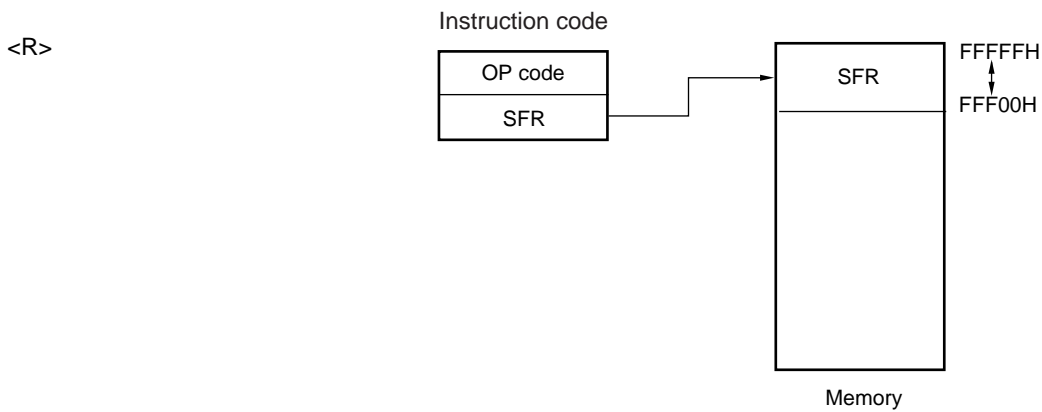 Instruction code
<R>
OP code
SFR
SFR
FFFFFH
FFF00H
Memory